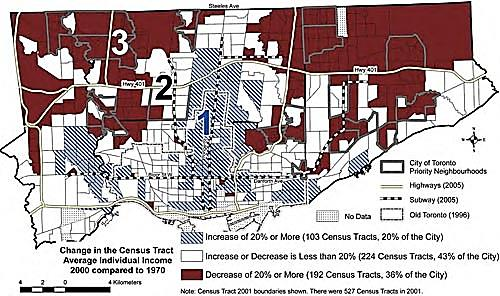 Steeles Ave
3
Hwy 401
Hwy 401
2
1
Danforth Ave
City of Toronto
Priority Neighbourhoods
Highways (2005)
Subway (2005)
Old Toronto (1996)
No Data
Change in the Census Tract
Average Individual Income
2000 compared to 1970
4 2 0 4 Kilometers
Increase of 20% or More (103 Census Tracts, 20% of the City)
Increase or Decrease is Less than 20% (224 Census Tracts, 43% of the City)
Decrease of 20% or More (192 Census Tracts, 36% of the City)
Note: Census Tract 2001 boundaries shown. There were 527 Census Tracts in 2001.